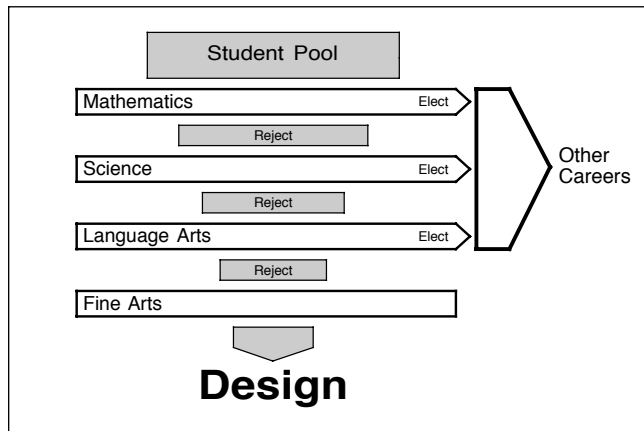 Student Pool
Mathematics Elect
Reject
Science Elect
Other
Careers
Reject
Language Arts Elect
Reject
Fine Arts
Design